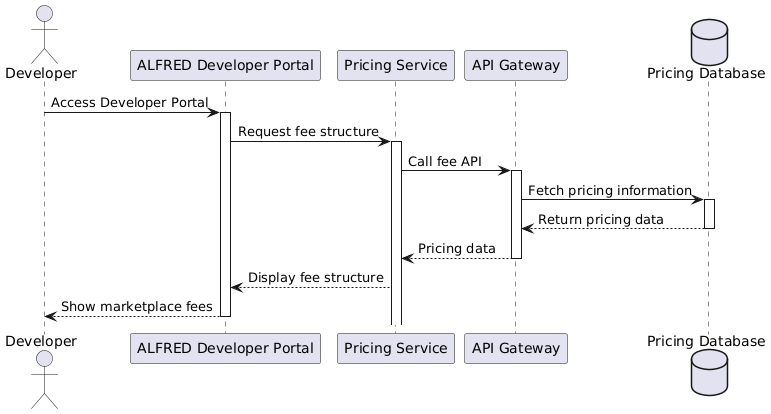 Developer
ALFRED Developer Portal
Pricing Service
API Gateway
Pricing Database
Access Developer Portal
Request fee structure
Call fee API
Fetch pricing information
Return pricing data
Pricing data
Display fee structure
Show marketplace fees
Developer
ALFRED Developer Portal
Pricing Service
API Gateway
Pricing Database